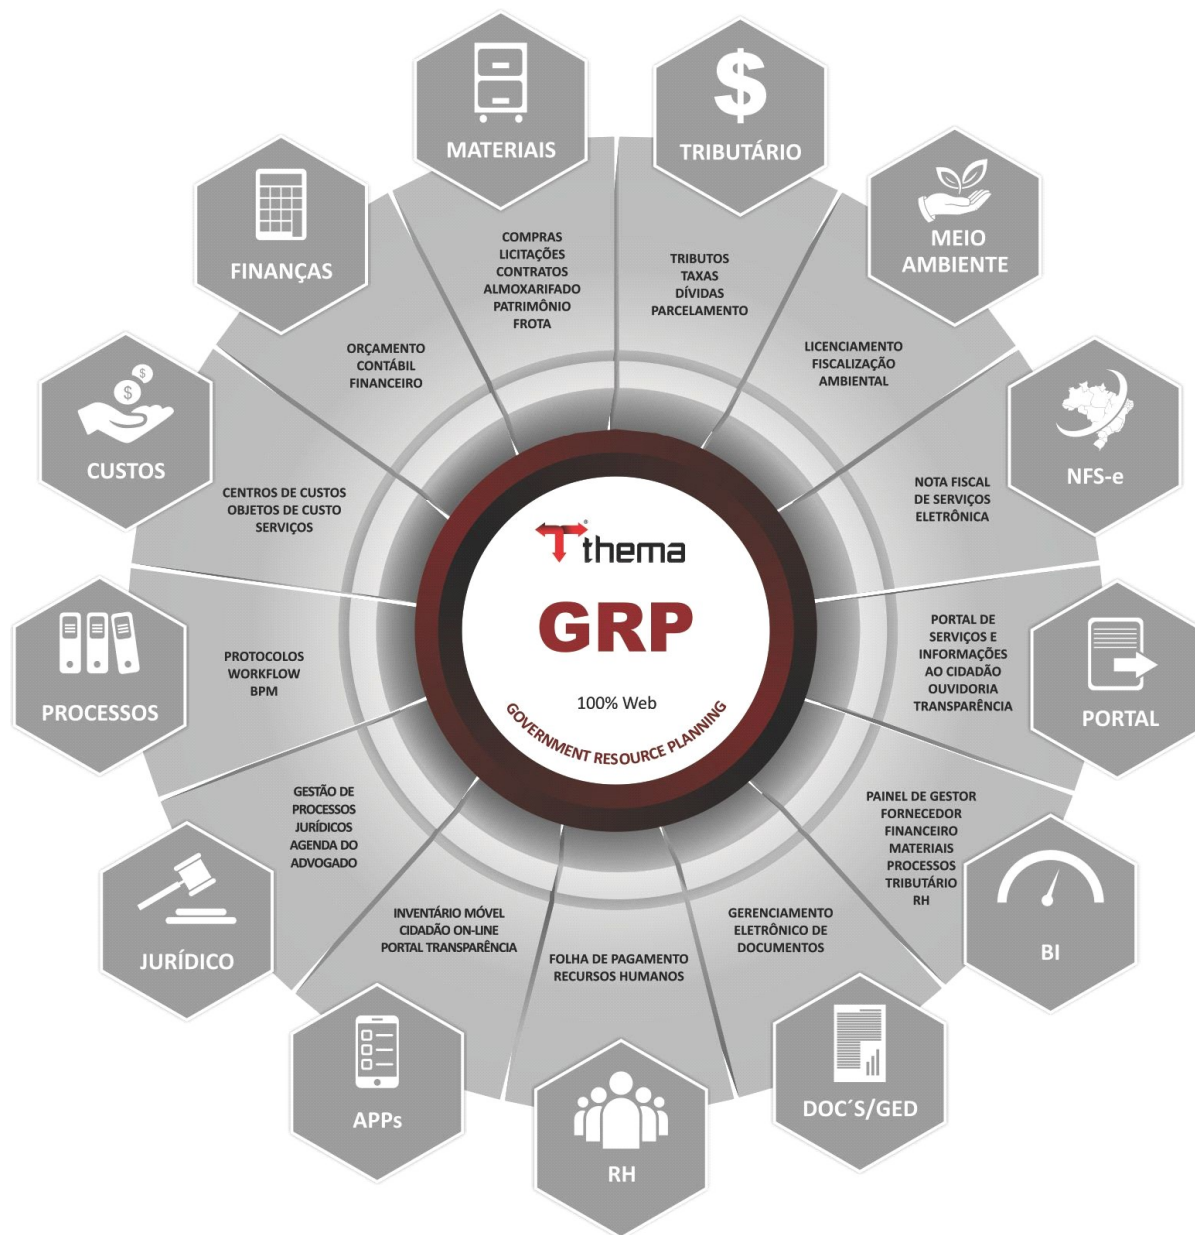 MATERIAIS
COMPRAS
LICITAÇÕES
CONTRATOS
ALMOXARIFADO
PATRIMÔNIO
FROTA
$
TRIBUTÁRIO
TRIBUTOS
TAXAS
DÍVIDAS
PARCELAMENTO
MEIO
AMBIENTE
LICENCIAMENTO
FISCALIZAÇÃO
AMBIENTAL
NFS-e
NOTA FISCAL
DE SERVIÇOS
ELETRÔNICA
PORTAL
PORTAL DE
SERVIÇOS E
INFORMAÇÕES
AO CIDADÃO
OUVIDORIA
TRANSPARÊNCIA
BI
PAINEL DE GESTOR
FORNECEDOR
FINANCEIRO
MATERIAIS
PROCESSOS
TRIBUTÁRIO
RH
DOC´S/GED
GERENCIAMENTO
ELETRÔNICO DE
DOCUMENTOS
RH
FOLHA DE PAGAMENTO
RECURSOS HUMANOS
APPs
INVENTÁRIO MÓVEL
CIDADÃO ON-LINE
PORTAL TRANSPARÊNCIA
JURÍDICO
GESTÃO DE
PROCESSOS
JURÍDICOS
AGENDA DO
ADVOGADO
PROCESSOS
PROTOCOLOS
WORKFLOW
BPM
$
$
CUSTOS
CENTROS DE CUSTOS
OBJETOS DE CUSTO
SERVIÇOS
FINANÇAS
ORÇAMENTO
CONTÁBIL
FINANCEIRO
thema®
GRP
100% Web
GOVERNMENT RESOURCE PLANNING